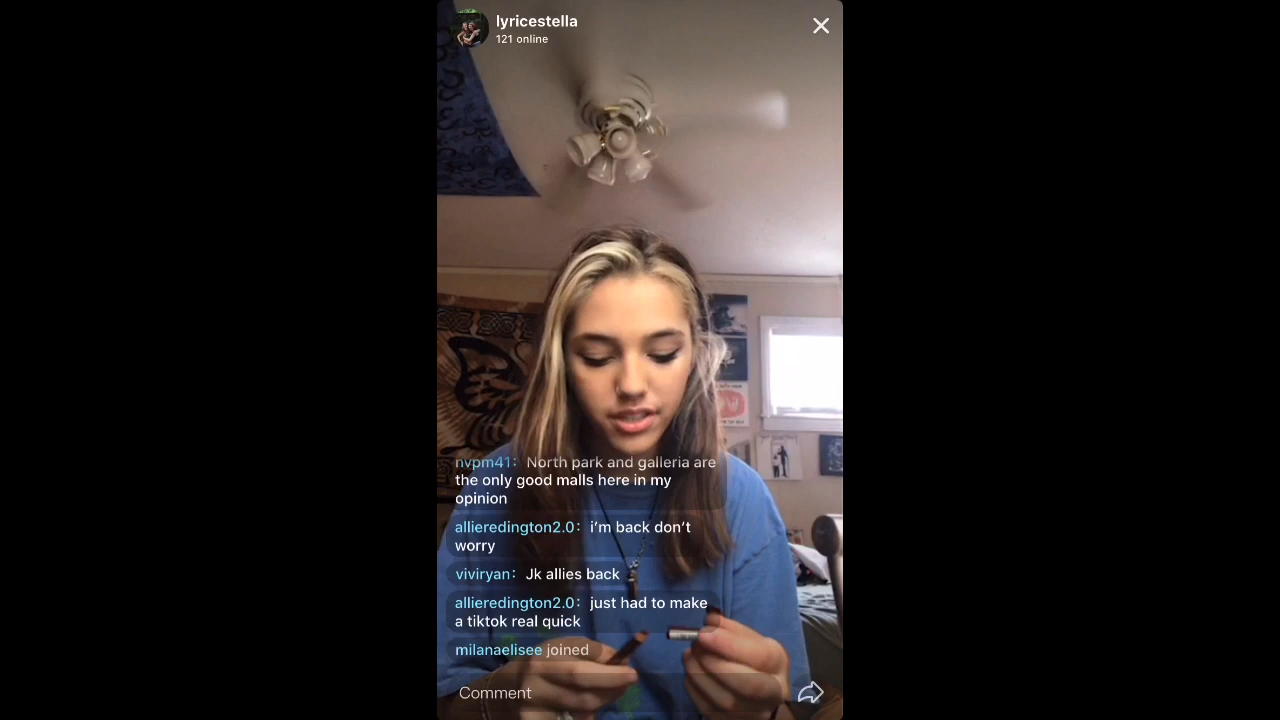 lyricestella
121 online
nvpm41: North park and galleria are
the only good malls here in my
opinion
allieredington2.0: i'm back don't
worry
viviryan: Jk allies back
allieredington2.0: just had to make
a tiktok real quick
milanaelisee joined
Comment